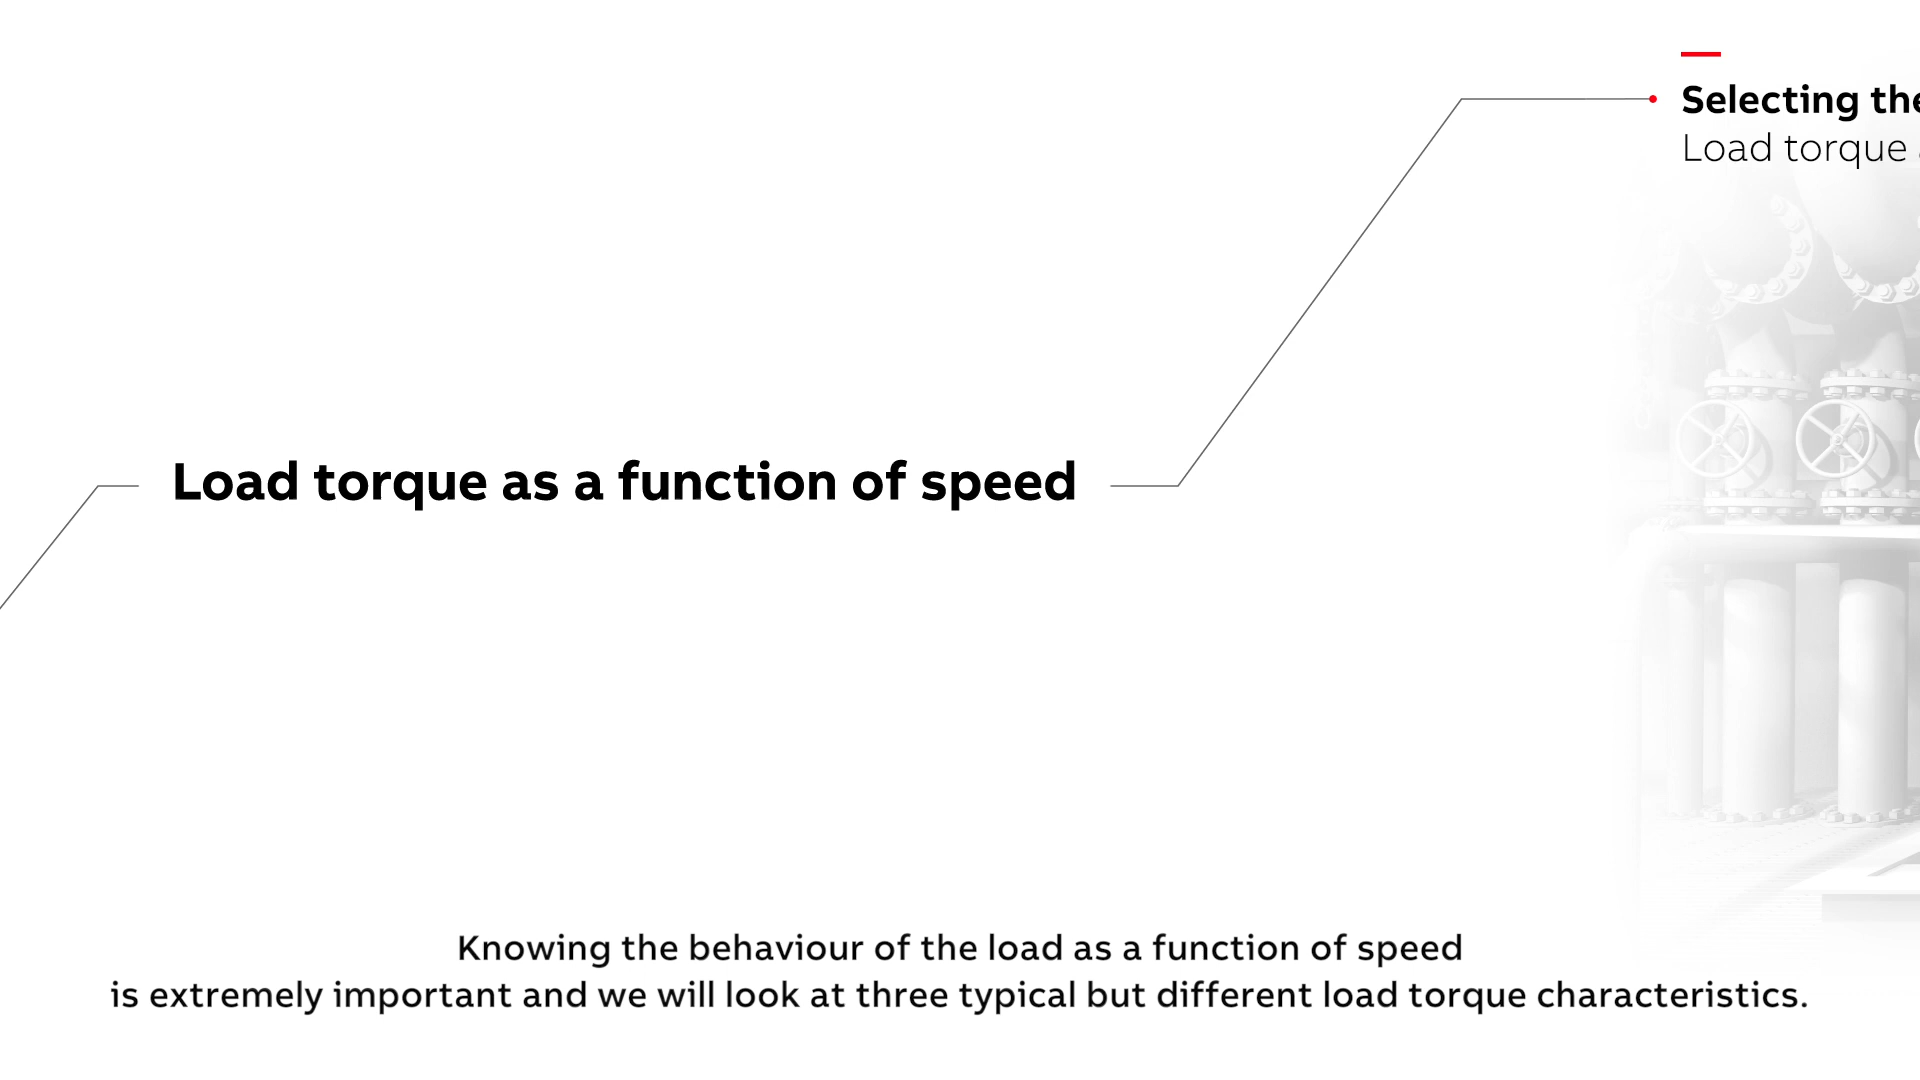 Selecting the
Load torque
Load torque as a function of speed
Knowing the behaviour of the load as a function of speed
is extremely important and we will look at three typical but different load torque characteristics.